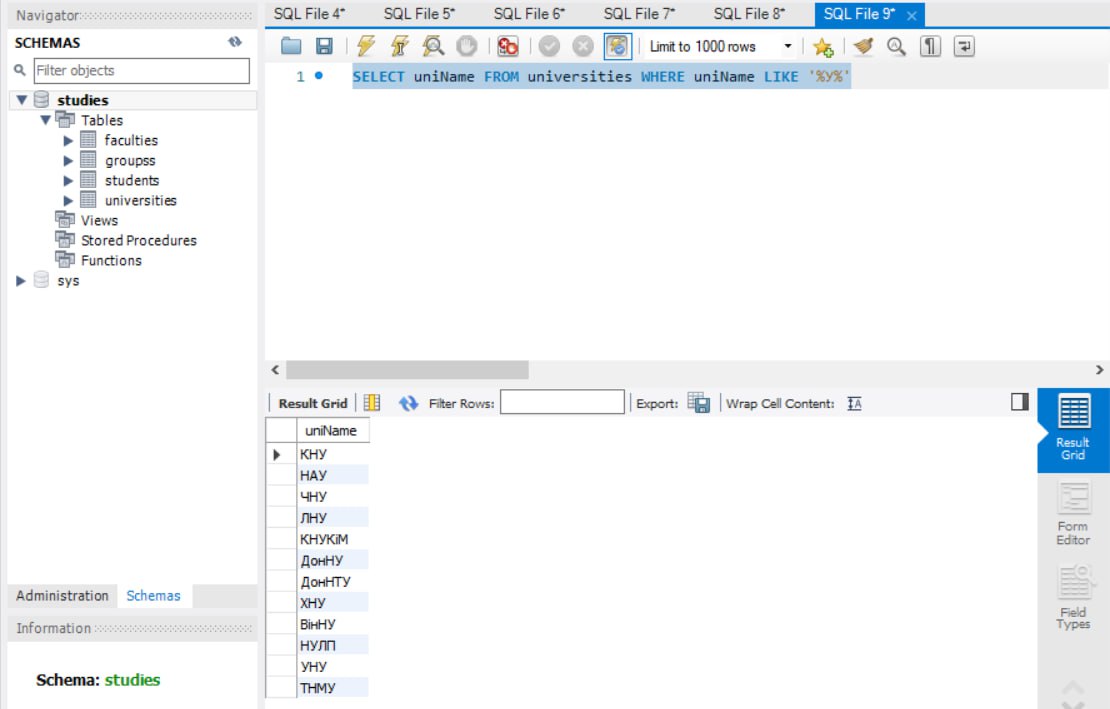 Navigator
SCHEMAS
Filter objects
studies
Tables
faculties
groupss
students
universities
Views
Stored Procedures
Functions
sys
Administration Schemas
Information
Schema: studies
SQL File 4* SQL File 5* SQL File 6* SQL File 7* SQL File 8* SQL File 9*
Limit to 1000 rows
1 SELECT uniName FROM universities WHERE uniName LIKE '%У%'
Result Grid Filter Rows: Export: Wrap Cell Content:
uniName
КНУ
НАУ
ЧНУ
ЛНУ
КНУКіМ
ДонНУ
ДонНТУ
ХНУ
ВінНУ
НУЛП
УНУ
ТНМУ
Result
Grid
Form
Editor
Field
Types